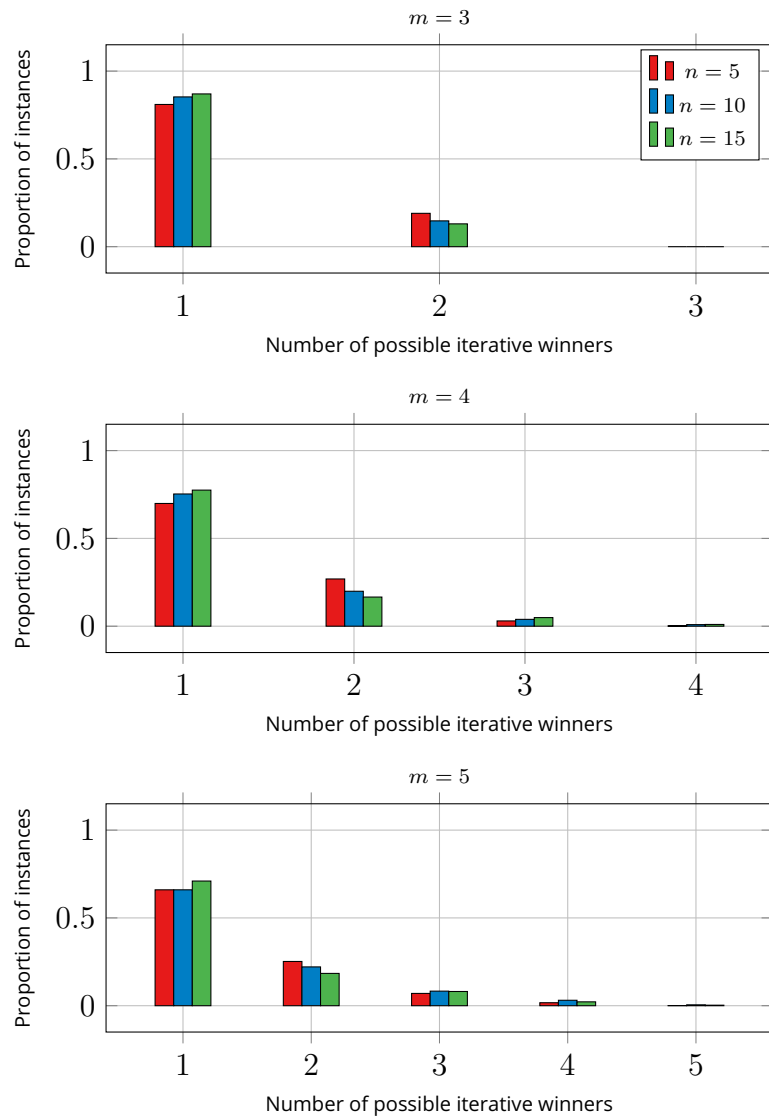 m = 3
Proportion of instances
1
0.5
0
n = 5
n = 10
n = 15
1 2 3
Number of possible iterative winners
m = 4
Proportion of instances
1
0.5
0
1 2 3 4
Number of possible iterative winners
m = 5
Proportion of instances
1
0.5
0
1 2 3 4 5
Number of possible iterative winners